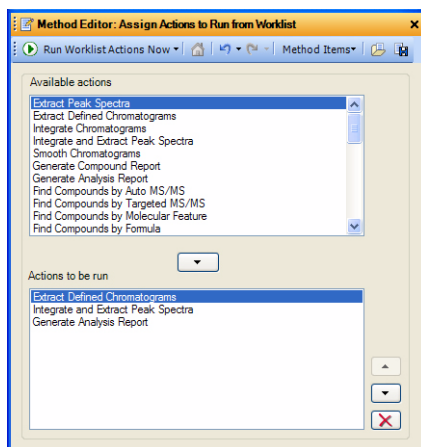 Method Editor: Assign Actions to Run from Worklist
Run Worklist Actions Now
Method Items
Available actions
Extract Peak Spectra
Extract Defined Chromatograms
Integrate Chromatograms
Integrate and Extract Peak Spectra
Smooth Chromatograms
Generate Compound Report
Generate Analysis Report
Find Compounds by Auto MS/MS
Find Compounds by Targeted MS/MS
Find Compounds by Molecular Feature
Find Compounds by Formula
Actions to be run
Extract Defined Chromatograms
Integrate and Extract Peak Spectra
Generate Analysis Report